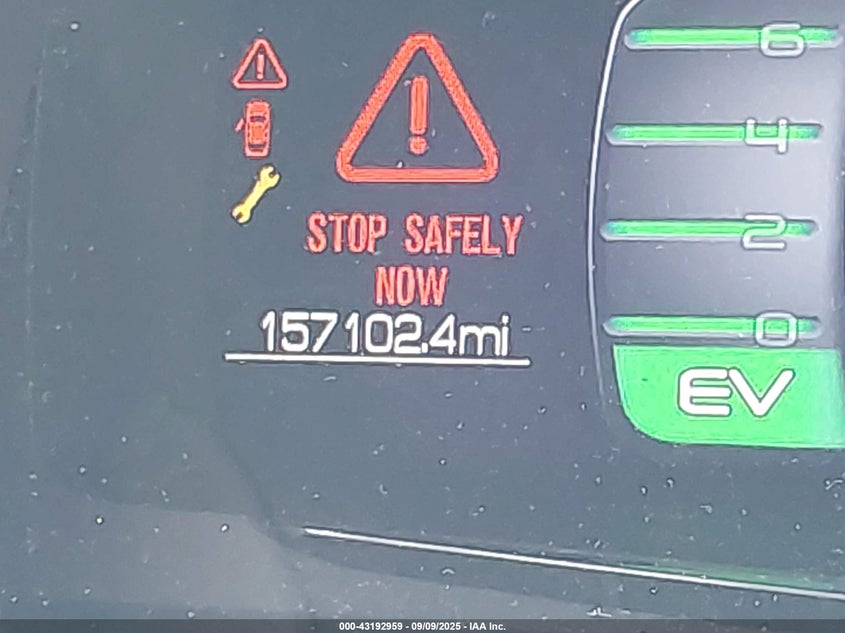 STOP SAFELY
NOW
157102.4mi
6
4
2
0
EV
000-43192959 - 09/09/2025 - IAA Inc.